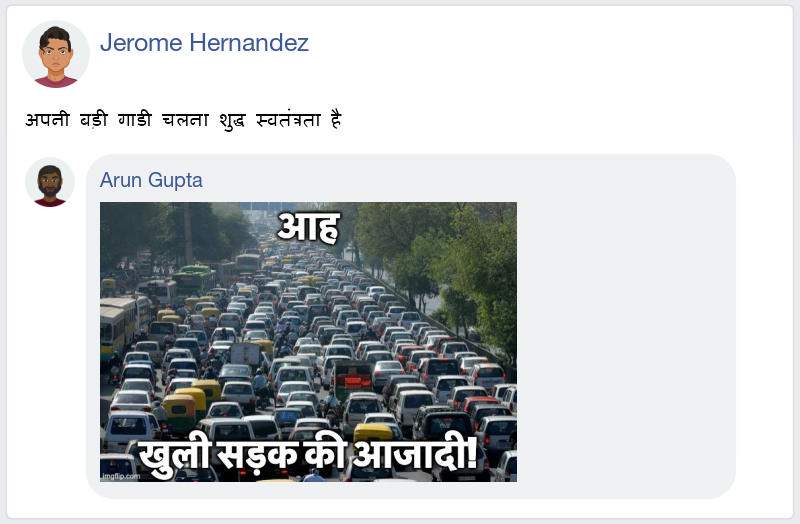 Jerome Hernandez
अपनी बड़ी गाडी चलना शुद्ध स्वतंत्रता है
Arun Gupta
आह
खुली सड़क की आजादी!
imgflip.com